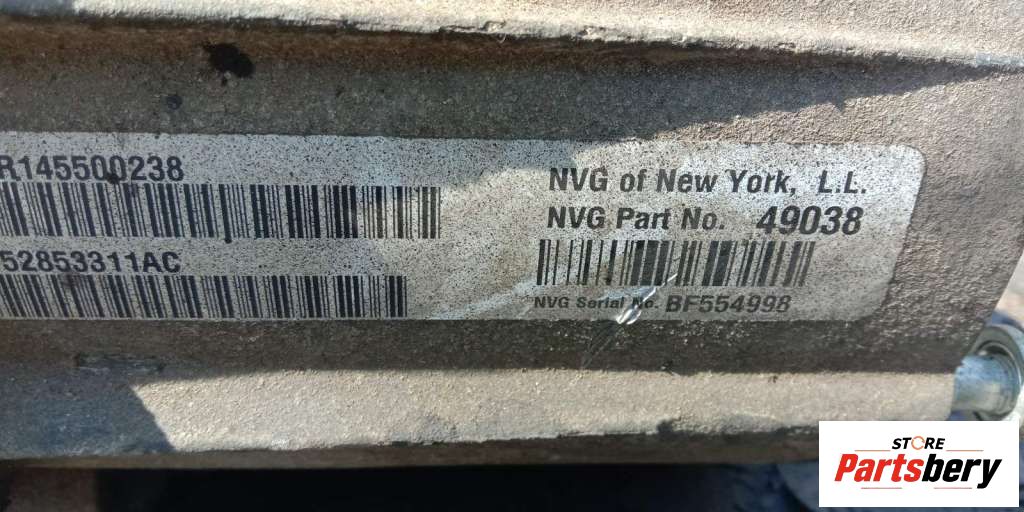 R145500238
52853311AC
NVG of New York, L.L.
NVG Part No. 49038
NVG Serial No. BF554998
STORE
Partsbery